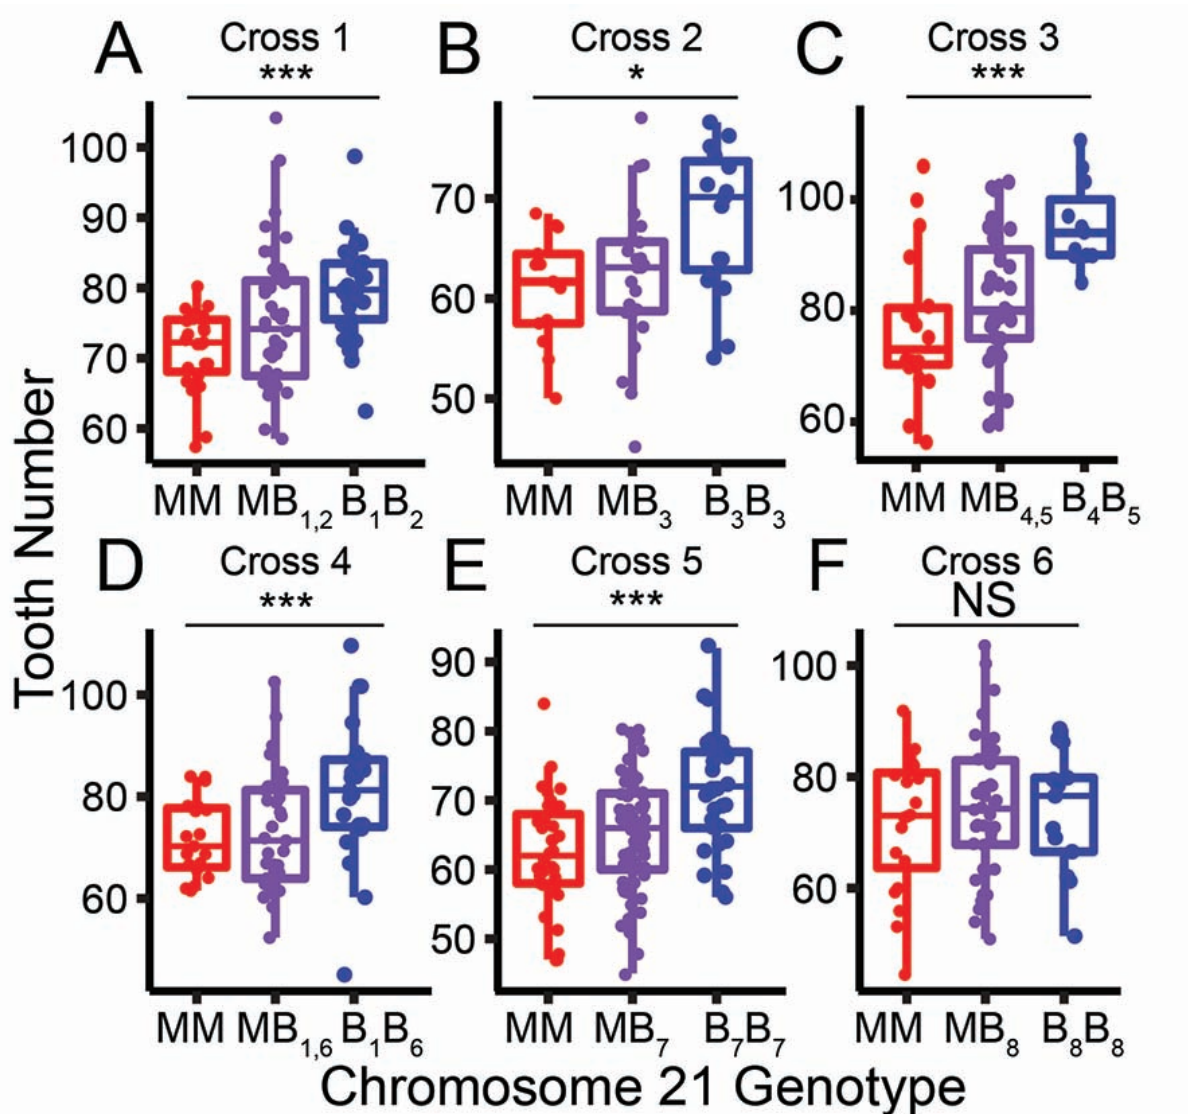 A Cross 1 ***
B Cross 2 *
C Cross 3 ***
100
90
80
70
60
70
60
50
100
80
60
MM MB1,2 B1B2
MM MB3 B3B3
MM MB4,5 B4B5
Tooth Number
D Cross 4 ***
E Cross 5 ***
F Cross 6 NS
100
80
60
90
80
70
60
50
100
80
60
MM MB1,6 B1B6
MM MB7 B7B7
MM MB8 B8B8
Chromosome 21 Genotype